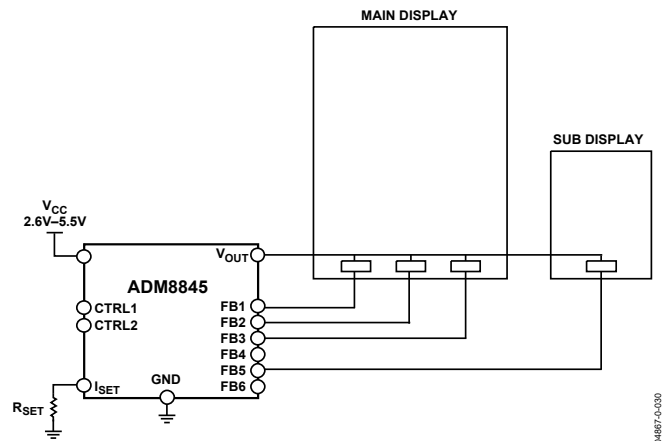 MAIN DISPLAY
SUB DISPLAY
VCC
2.6V–5.5V
VOUT
ADM8845
CTRL1
CTRL2
FB1
FB2
FB3
FB4
FB5
FB6
ISET
GND
RSET
04867-0-030